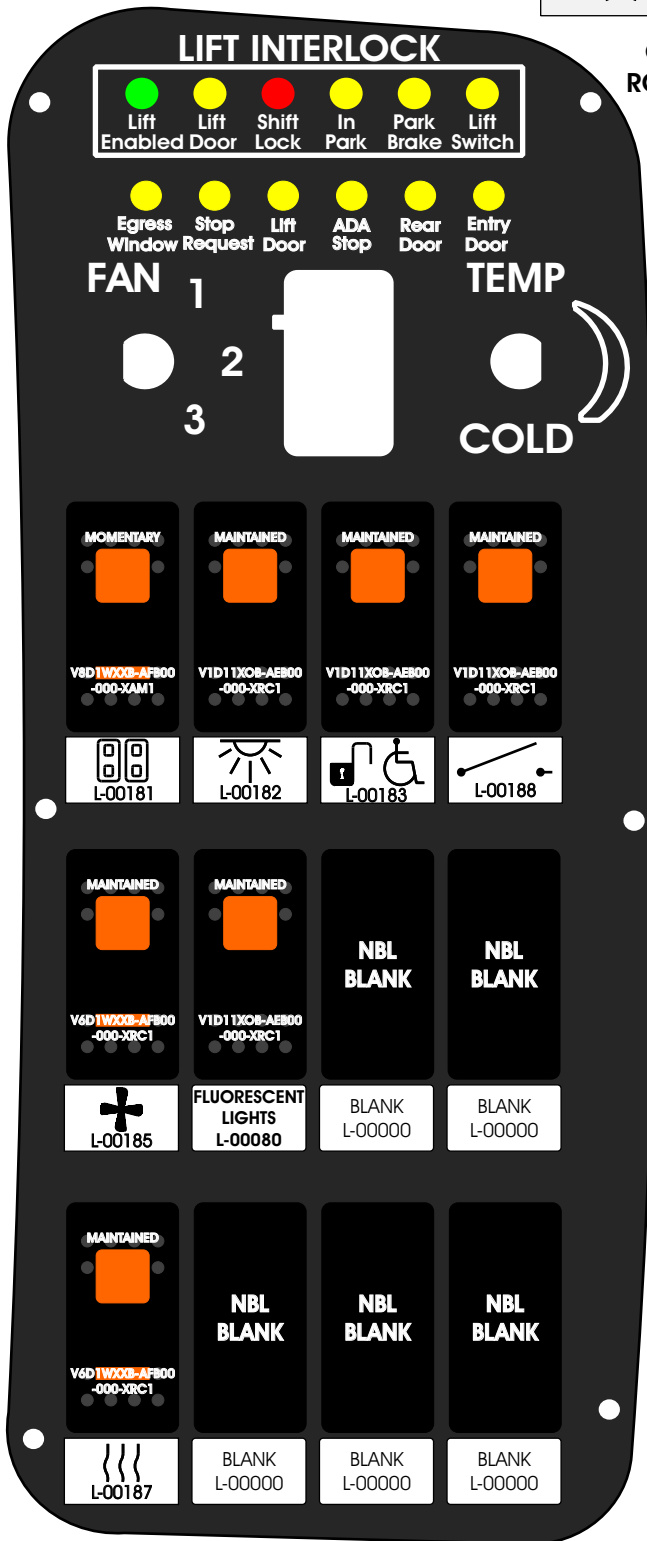 LIFT INTERLOCK
Lift Enabled
Lift Door
Shift Lock
In Park
Park Brake
Lift Switch
Egress Window
Stop Request
Lift Door
ADA Stop
Rear Door
Entry Door
FAN
1
2
3
TEMP
COLD
MOMENTARY
V8D1WXXB-AFB00
-000-XAM1
L-00181
MAINTAINED
V1D11XOB-AEB00
-000-XRC1
L-00182
MAINTAINED
V1D11XOB-AEB00
-000-XRC1
L-00183
MAINTAINED
V1D11XOB-AEB00
-000-XRC1
L-00188
MAINTAINED
V6D1WXXB-AFB00
-000-XRC1
L-00185
MAINTAINED
V1D11XOB-AEB00
-000-XRC1
FLUORESCENT
LIGHTS
L-00080
NBL
BLANK
BLANK
L-00000
NBL
BLANK
BLANK
L-00000
MAINTAINED
V6D1WXXB-AFB00
-000-XRC1
L-00187
NBL
BLANK
BLANK
L-00000
NBL
BLANK
BLANK
L-00000
NBL
BLANK
BLANK
L-00000